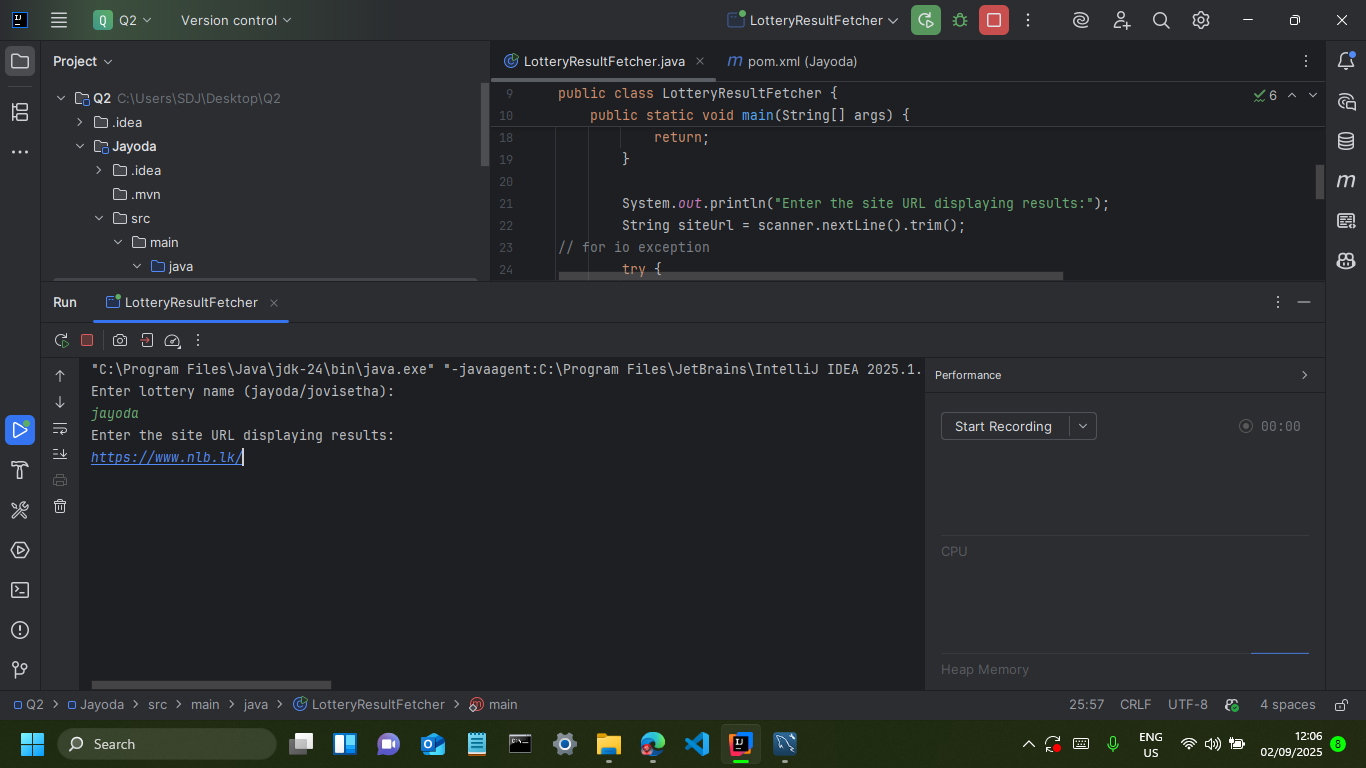 Q Q2 Version control LotteryResultFetcher
Project
LotteryResultFetcher.java
pom.xml (Jayoda)
Q2 C:\Users\SDJ\Desktop\Q2
.idea
Jayoda
.idea
.mvn
src
main
java
9 public class LotteryResultFetcher {
10 public static void main(String[] args) {
18 return;
19 }
20
21 System.out.println("Enter the site URL displaying results:");
22 String siteUrl = scanner.nextLine().trim();
23 // for io exception
24 try {
6
Run LotteryResultFetcher
"C:\Program Files\Java\jdk-24\bin\java.exe" "-javaagent:C:\Program Files\JetBrains\IntelliJ IDEA 2025.1.
Enter lottery name (jayoda/jovisetha):
jayoda
Enter the site URL displaying results:
https://www.nlb.lk/
Performance
Start Recording 00:00
CPU
Heap Memory
Q2 Jayoda src main java LotteryResultFetcher main
25:57 CRLF UTF-8 4 spaces
Search
ENG
US
12:06
02/09/2025
8